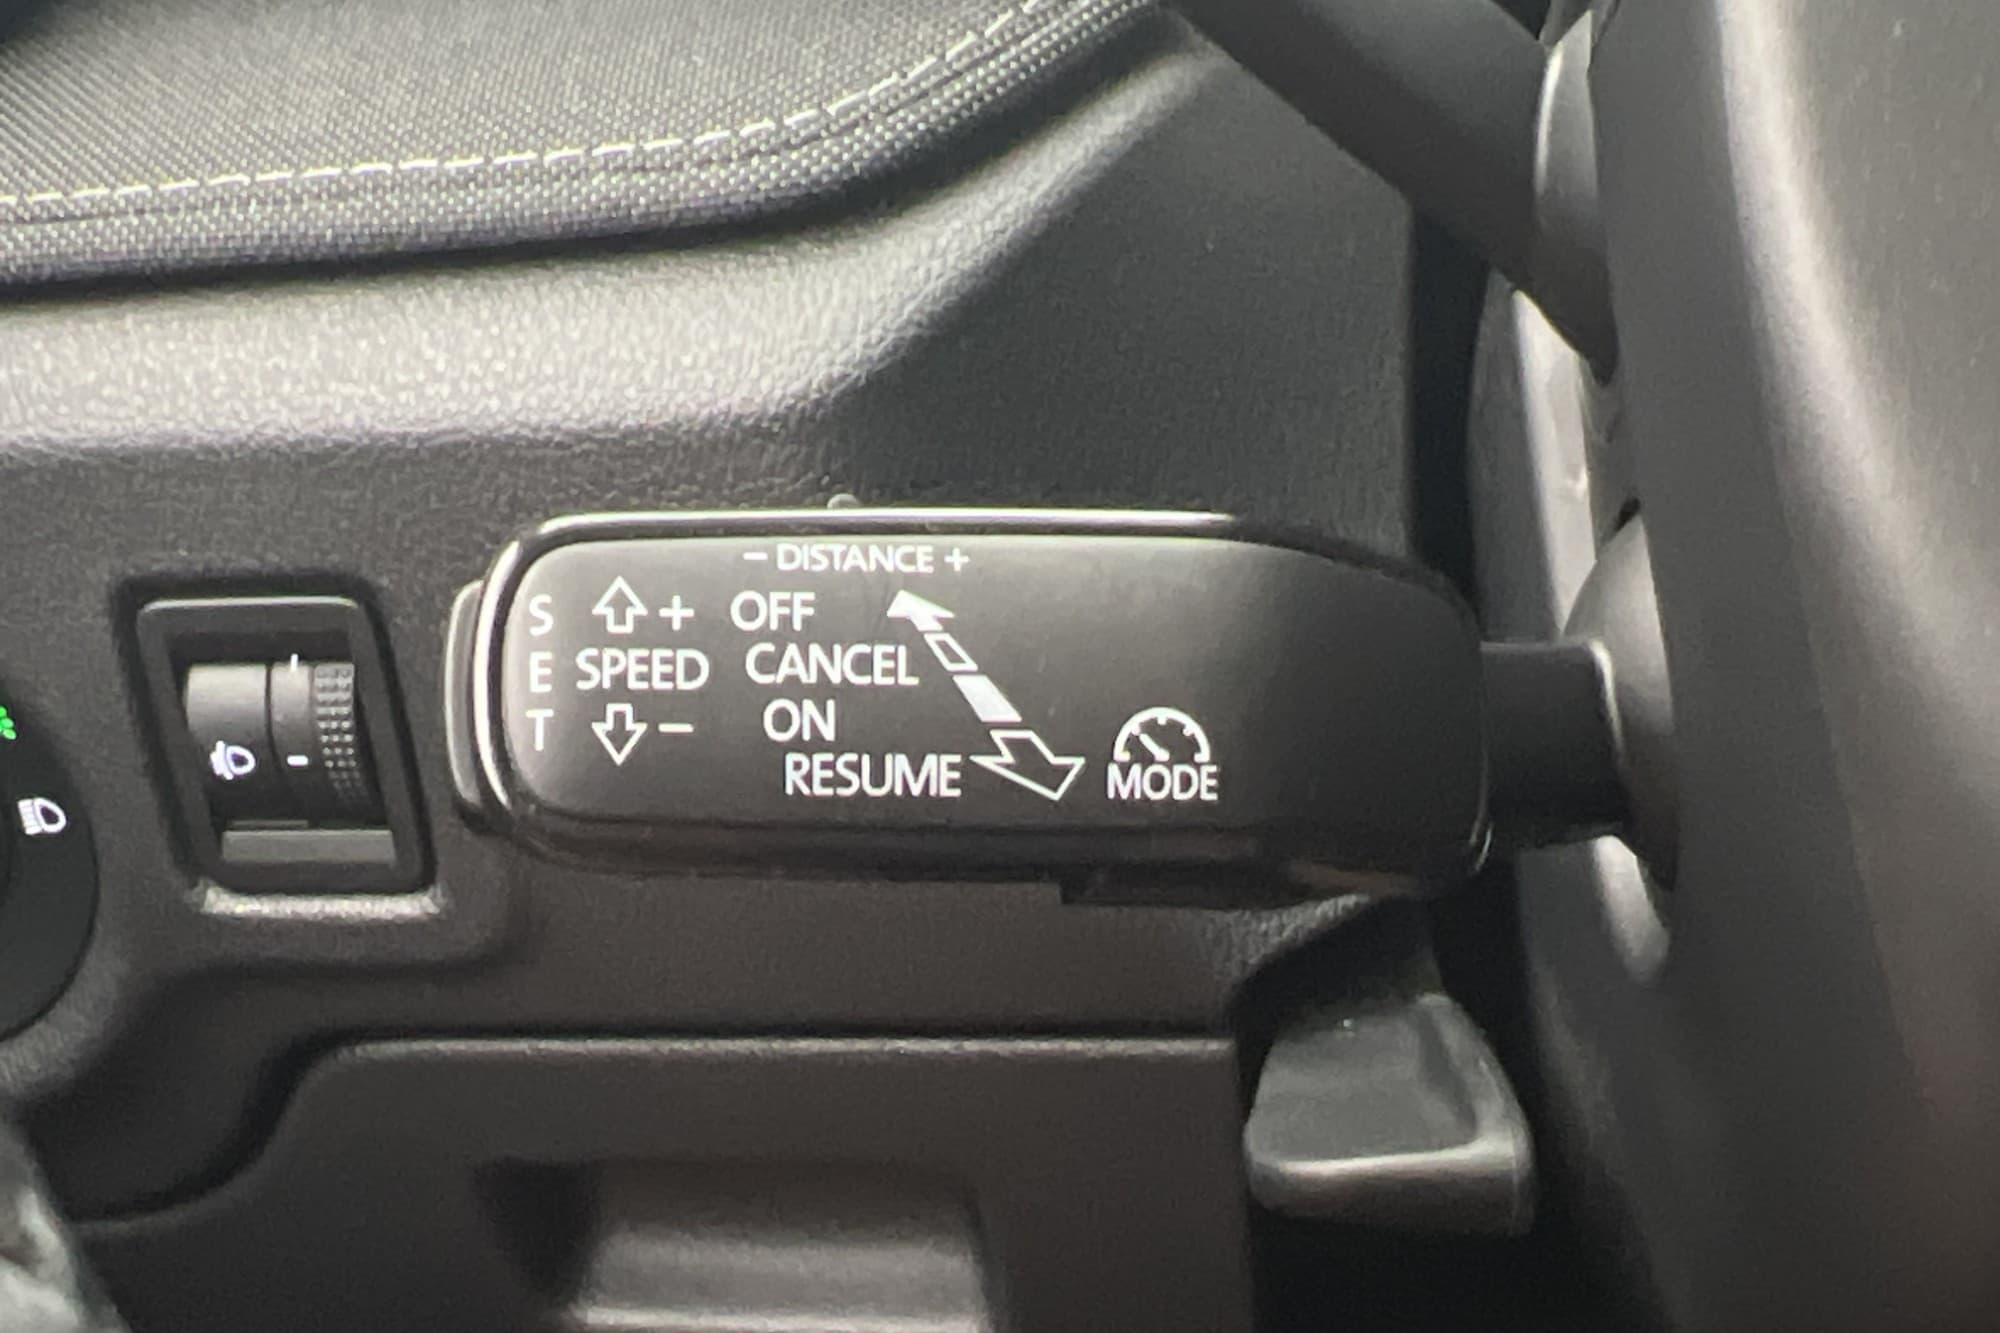 - DISTANCE +
S + OFF
E SPEED CANCEL
T - ON
RESUME
MODE